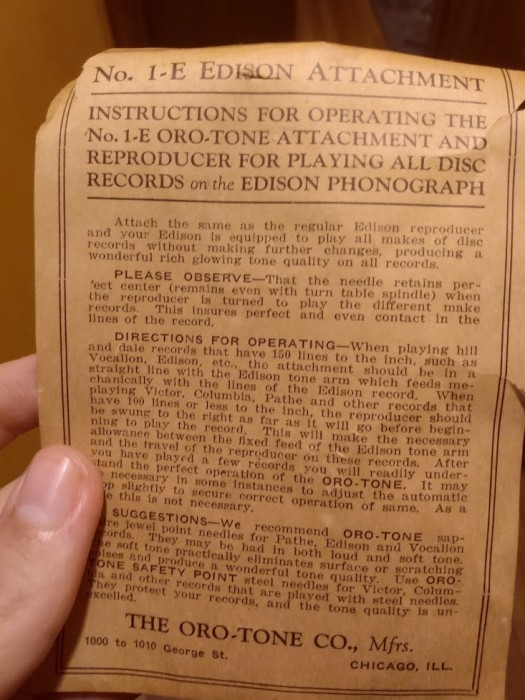 No. 1-E EDISON ATTACHMENT
INSTRUCTIONS FOR OPERATING THE
No. 1-E ORO-TONE ATTACHMENT AND
REPRODUCER FOR PLAYING ALL DISC
RECORDS on the EDISON PHONOGRAPH
Attach the same as the regular Edison reproducer
and your Edison is equipped to play all makes of disc
records without making further changes, producing a
wonderful rich glowing tone quality on all records.
PLEASE OBSERVE—That the needle retains per-
fect center (remains even with turn table spindle) when
the reproducer is turned to play the different make
records. This insures perfect and even contact in the
lines of the record.
DIRECTIONS FOR OPERATING—When playing hill
and dale records that have 150 lines to the inch, such as
Vocalion, Edison, etc., the attachment should be in a
straight line with the Edison tone arm which feeds me-
chanically with the lines of the Edison record. When
playing Victor, Columbia, Pathe and other records that
have 100 lines or less to the inch, the reproducer should
be swung to the right as far as it will go before begin-
ning to play the record. This will make the necessary
allowance between the fixed feed of the Edison tone arm
and the travel of the reproducer on these records. After
you have played a few records you will readily under-
stand the perfect operation of the ORO-TONE. It may
necessary in some instances to adjust the automatic
slightly to secure correct operation of same. As a
this is not necessary.
SUGGESTIONS—We recommend ORO-TONE sap-
jewel point needles for Pathe, Edison and Vocalion
They may be had in both loud and soft tone.
soft tone practically eliminates surface or scratching
and produce a wonderful tone quality. Use ORO-
TONE SAFETY POINT steel needles for Victor, Colum-
and other records that are played with steel needles.
They protect your records, and the tone quality is un-
excelled.
THE ORO-TONE CO., Mfrs.
1000 to 1010 George St.
CHICAGO, ILL.